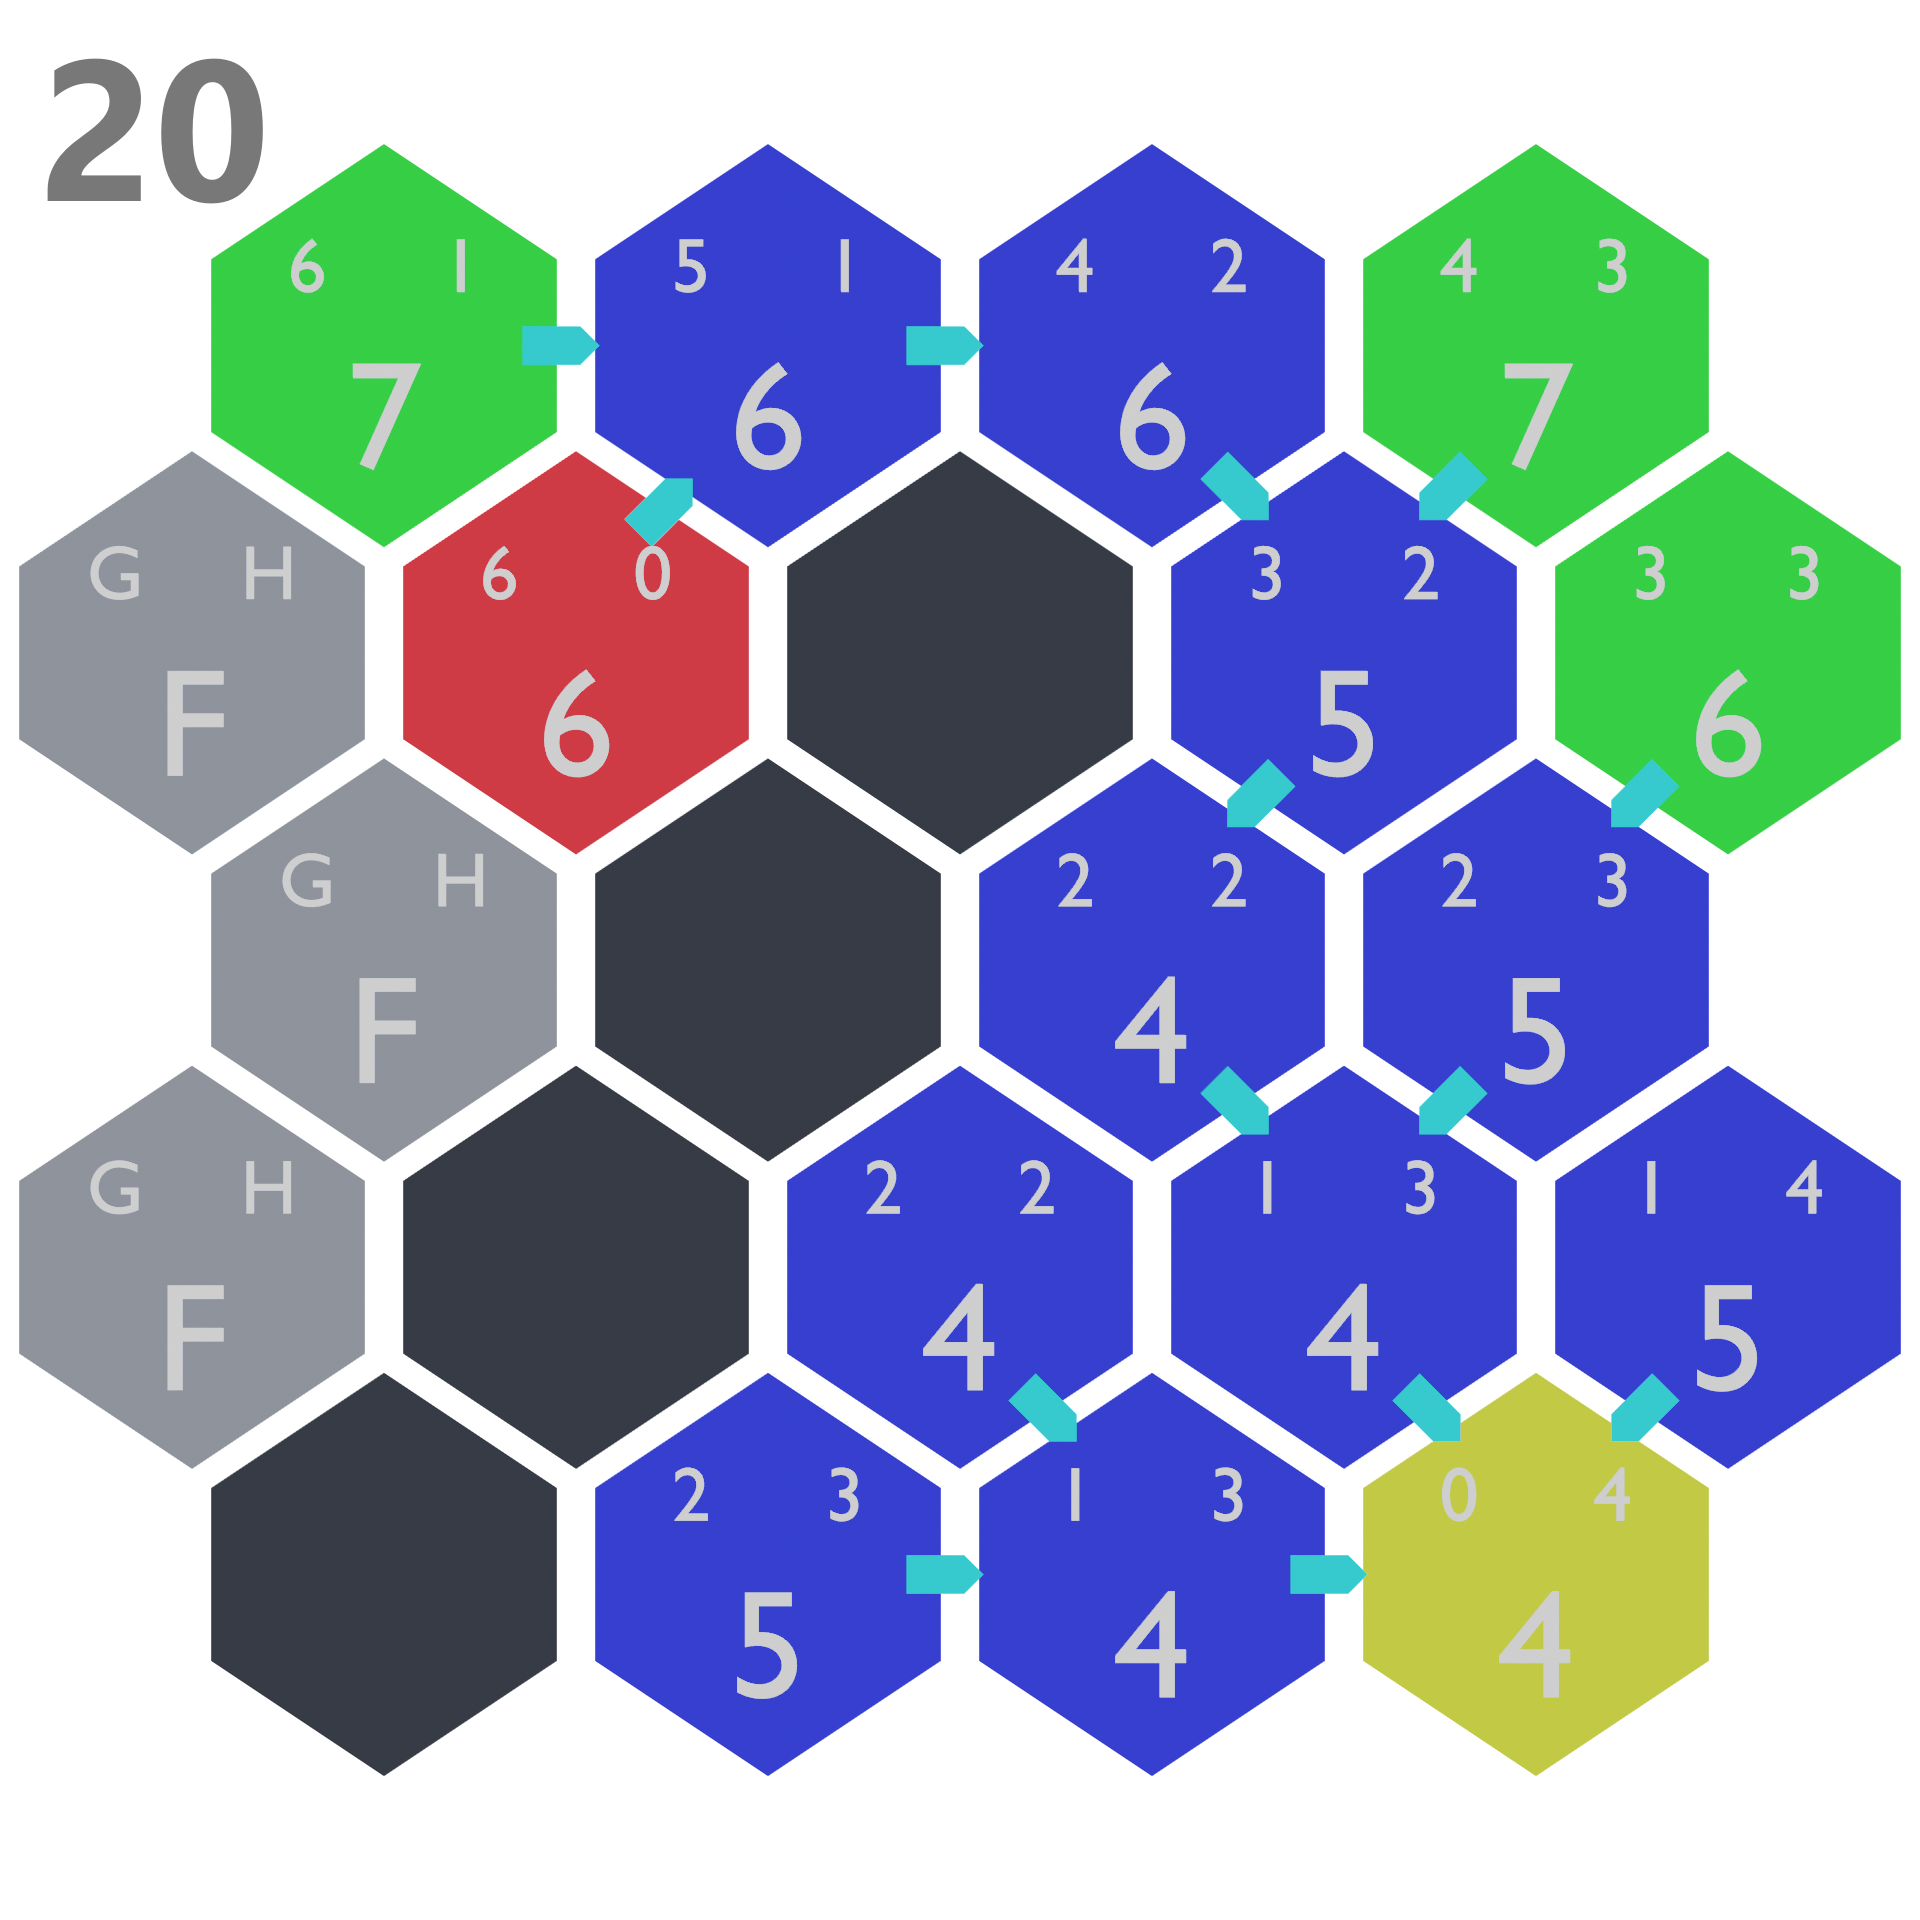 20
6 1 5 1 4 2 4 3
7 6 6 7
G H 6 0 3 2 3 3
F 6 5 6
G H 2 2 2 3
F 4 5
G H 2 2 1 3 1 4
F 4 4 5
2 3 1 3 0 4
5 4 4